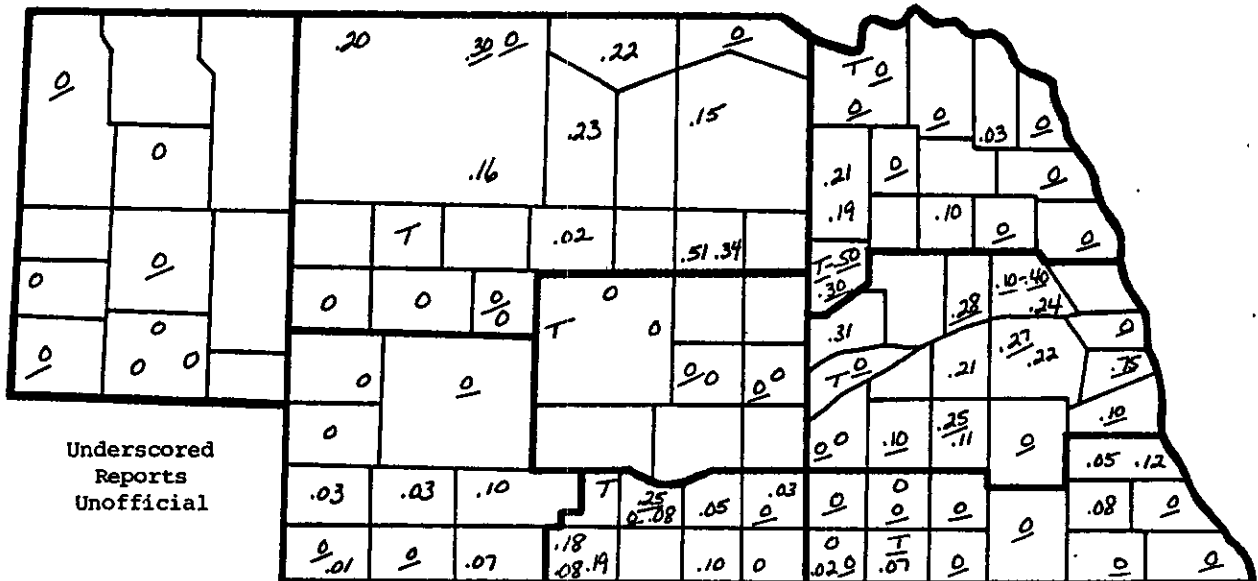 .20 .30 0 .22 0
0 T 0
.23 .15 0 0 .03 0
0 .16 .21 0 0
.19 .10 0
T .02 .51 .34 T-.50 0
0 .30 .10-.40
0 0 0 0 0 .28 .24
0 T 0 .31 .27 0
0 0 0 0 0 .22
0 0 0 0 0 0 T 0 .21 .75
0 .25 .10
Underscored 0 0 .10 .11 0
Reports
Unofficial
.03 .03 .10 T .25 .05 .03 0 0 0 .05 .12
0 .08 0 0 .08 0
0 .01 0 .07 .18 .10 0 0 T 0 0
.08 .19 .02 0 .07 0 0